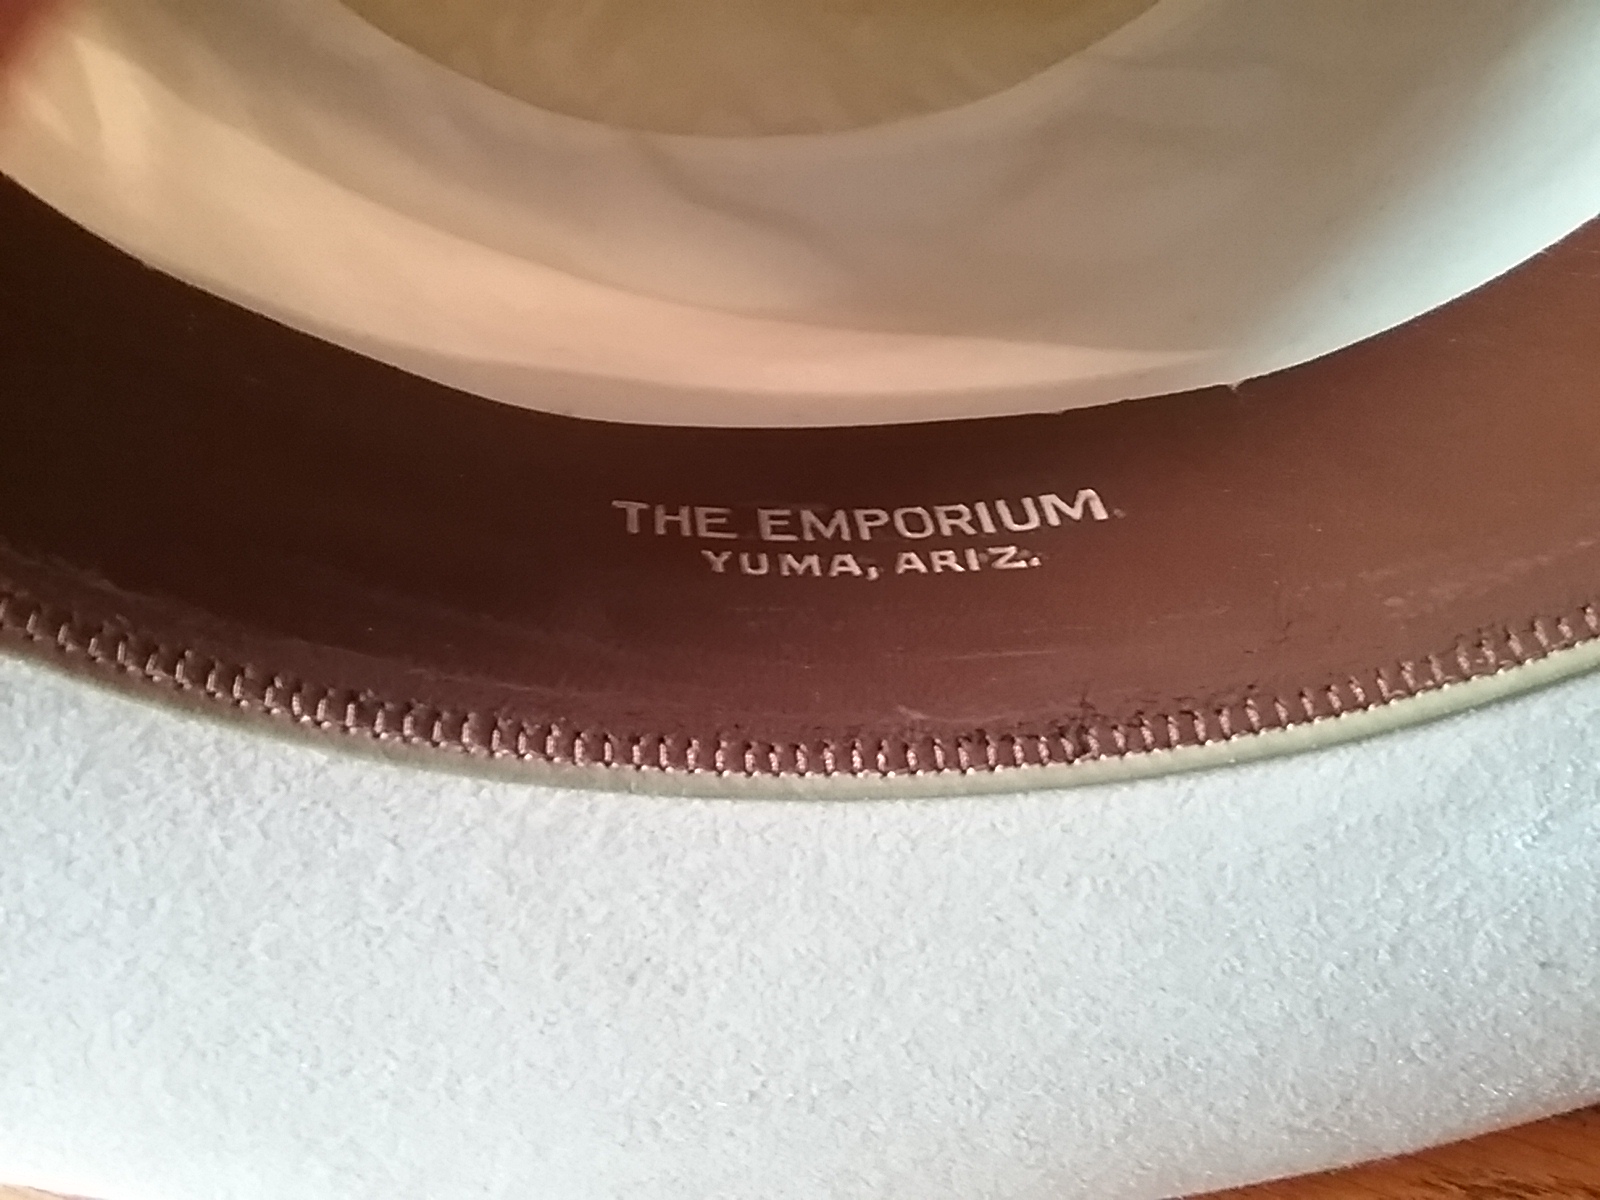 THE EMPORIUM.
YUMA, ARIZ.